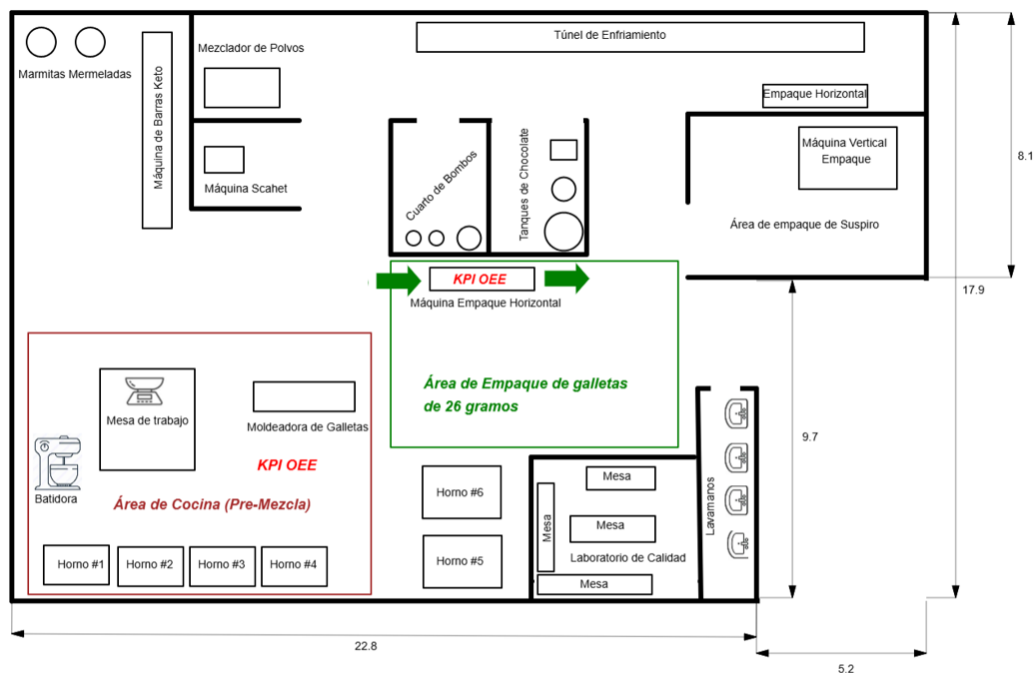 Túnel de Enfriamiento
Mezclador de Polvos
Marmitas Mermeladas
Máquina de Barras Keto
Empaque Horizontal
Máquina Vertical
Empaque
8.1
Máquina Scahet
Cuarto de Bombos
Tanques de Chocolate
Área de empaque de Suspiro
KPI OEE
Máquina Empaque Horizontal
17.9
Área de Empaque de galletas
de 26 gramos
Mesa de trabajo
Moldeadora de Galletas
9.7
KPI OEE
Batidora
Área de Cocina (Pre-Mezcla)
Horno #6
Mesa
Mesa
Mesa
Lavamanos
Horno #1
Horno #2
Horno #3
Horno #4
Horno #5
Laboratorio de Calidad
Mesa
22.8
5.2